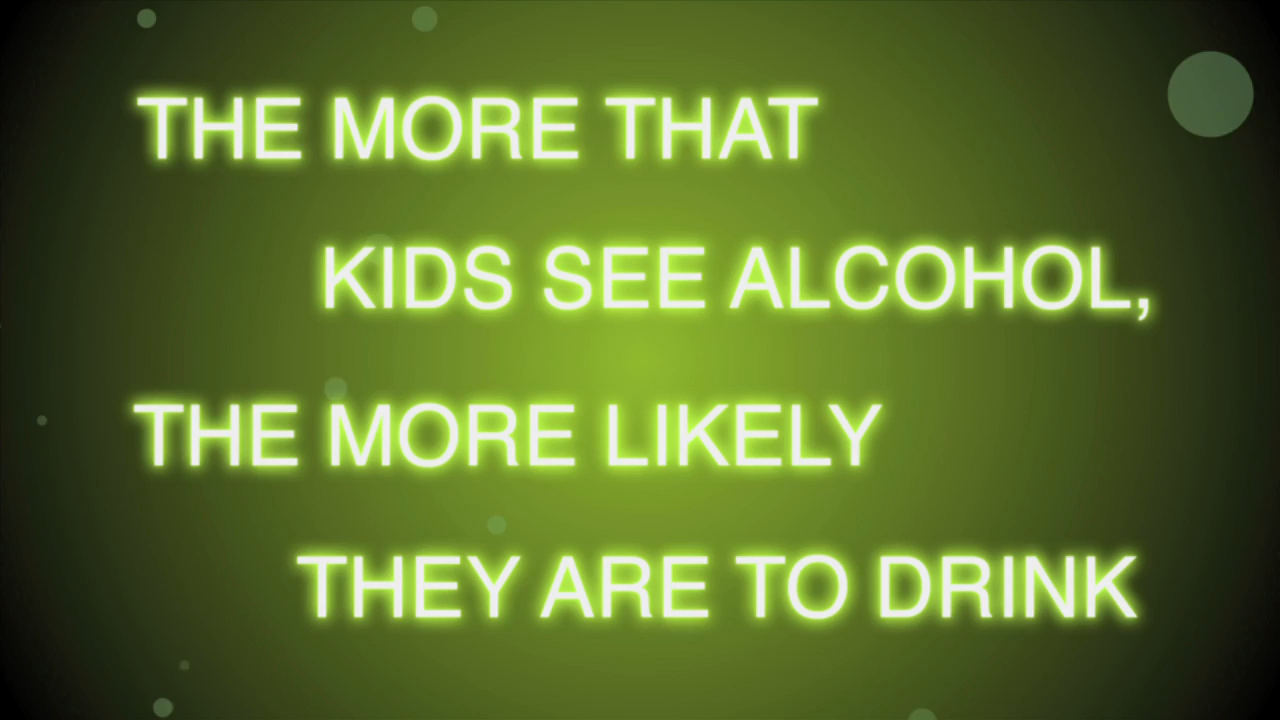 THE MORE THAT
KIDS SEE ALCOHOL,
THE MORE LIKELY
THEY ARE TO DRINK